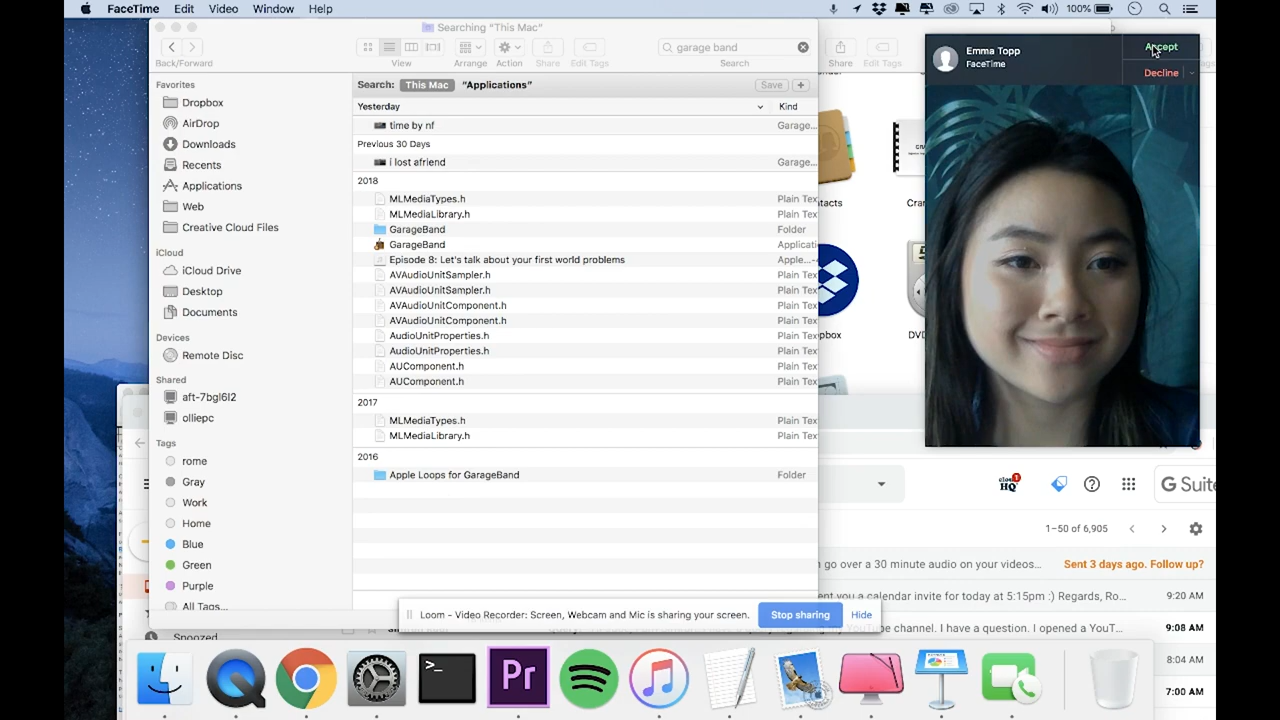 FaceTime Edit Video Window Help 100%
Searching "This Mac"
Back/Forward View Arrange Action Share Edit Tags Search
garage band
Share Edit Tags
Search: This Mac "Applications" Save +
Favorites
Dropbox
AirDrop
Downloads
Recents
Applications
Web
Creative Cloud Files
iCloud
iCloud Drive
Desktop
Documents
Devices
Remote Disc
Shared
aft-7bgl6l2
olliepc
Tags
rome
Gray
Work
Home
Blue
Green
Purple
All Tags...
Yesterday Kind
time by nf Garage...
Previous 30 Days
i lost afriend Garage...
2018
MLMediaTypes.h Plain Tex
MLMediaLibrary.h Plain Tex
GarageBand Folder
GarageBand Applicati
Episode 8: Let's talk about your first world problems Apple...-
AVAudioUnitSampler.h Plain Tex
AVAudioUnitSampler.h Plain Tex
AVAudioUnitComponent.h Plain Tex
AVAudioUnitComponent.h Plain Tex
AudioUnitProperties.h Plain Tex
AudioUnitProperties.h Plain Tex
AUComponent.h Plain Tex
AUComponent.h Plain Tex
2017
MLMediaTypes.h Plain Tex
MLMediaLibrary.h Plain Tex
2016
Apple Loops for GarageBand Folder
Emma Topp
FaceTime
Accept
Decline
tacts Cran
pbox DVD
HQ 1 G Suite
1–50 of 6,905
go over a 30 minute audio on your videos... Sent 3 days ago. Follow up?
sent you a calendar invite for today at 5:15pm :) Regards, Ro... 9:20 AM
YouTube channel. I have a question. I opened a YouT... 9:08 AM
8:04 AM
7:00 AM
Snoozed
Loom - Video Recorder: Screen, Webcam and Mic is sharing your screen. Stop sharing Hide
>_ Pr